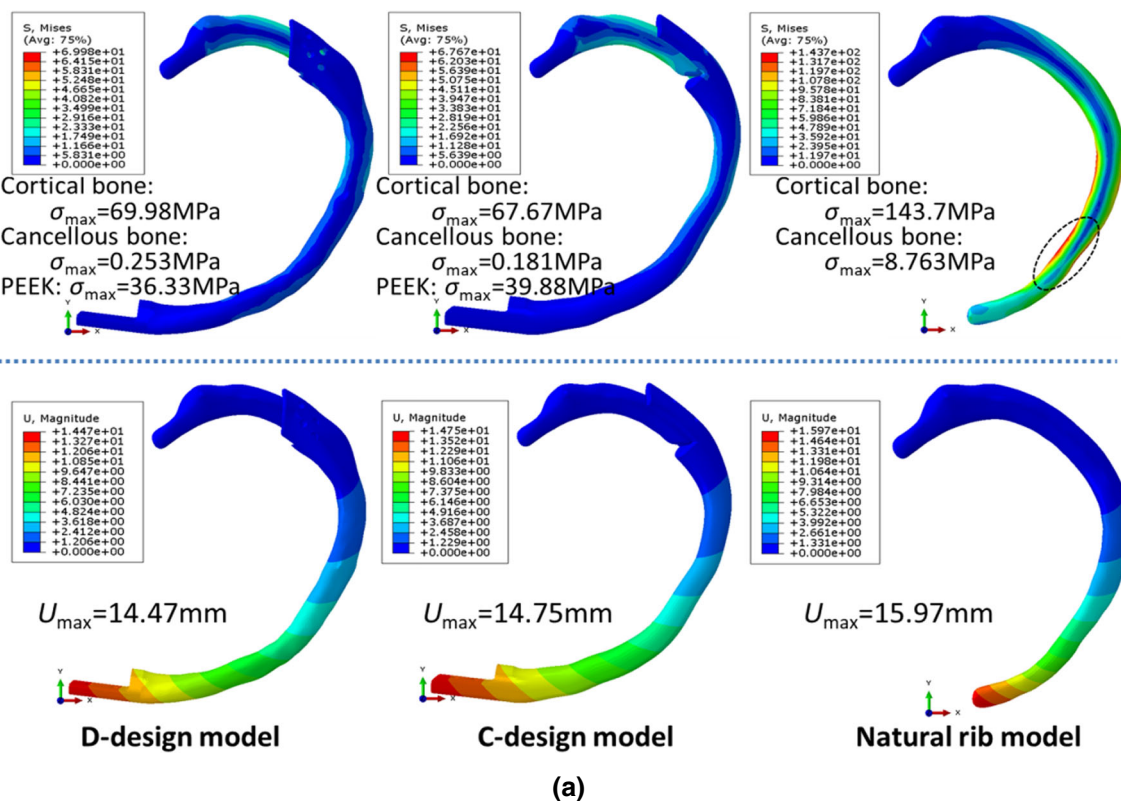 S, Mises
(Avg: 75%)
+6.998e+01
+6.415e+01
+5.831e+01
+5.248e+01
+4.665e+01
+4.082e+01
+3.499e+01
+2.916e+01
+2.333e+01
+1.749e+01
+1.166e+01
+5.831e+00
+0.000e+00
Cortical bone:
σmax=69.98MPa
Cancellous bone:
σmax=0.253MPa
PEEK: σmax=36.33MPa
Y
X
S, Mises
(Avg: 75%)
+6.767e+01
+6.203e+01
+5.639e+01
+5.075e+01
+4.511e+01
+3.947e+01
+3.383e+01
+2.819e+01
+2.256e+01
+1.692e+01
+1.128e+01
+5.639e+00
+0.000e+00
Cortical bone:
σmax=67.67MPa
Cancellous bone:
σmax=0.181MPa
PEEK: σmax=39.88MPa
Y
X
S, Mises
(Avg: 75%)
+1.437e+02
+1.317e+02
+1.197e+02
+1.078e+02
+9.578e+01
+8.381e+01
+7.184e+01
+5.986e+01
+4.789e+01
+3.592e+01
+2.395e+01
+1.197e+01
+0.000e+00
Cortical bone:
σmax=143.7MPa
Cancellous bone:
σmax=8.763MPa
Y
X
U, Magnitude
+1.447e+01
+1.327e+01
+1.206e+01
+1.085e+01
+9.647e+00
+8.441e+00
+7.235e+00
+6.030e+00
+4.824e+00
+3.618e+00
+2.412e+00
+1.206e+00
+0.000e+00
Umax=14.47mm
Y
X
D-design model
U, Magnitude
+1.475e+01
+1.352e+01
+1.229e+01
+1.106e+01
+9.833e+00
+8.604e+00
+7.375e+00
+6.146e+00
+4.916e+00
+3.687e+00
+2.458e+00
+1.229e+00
+0.000e+00
Umax=14.75mm
Y
X
C-design model
U, Magnitude
+1.597e+01
+1.464e+01
+1.331e+01
+1.198e+01
+1.064e+01
+9.314e+00
+7.984e+00
+6.653e+00
+5.322e+00
+3.992e+00
+2.661e+00
+1.331e+00
+0.000e+00
Umax=15.97mm
Y
X
Natural rib model
(a)